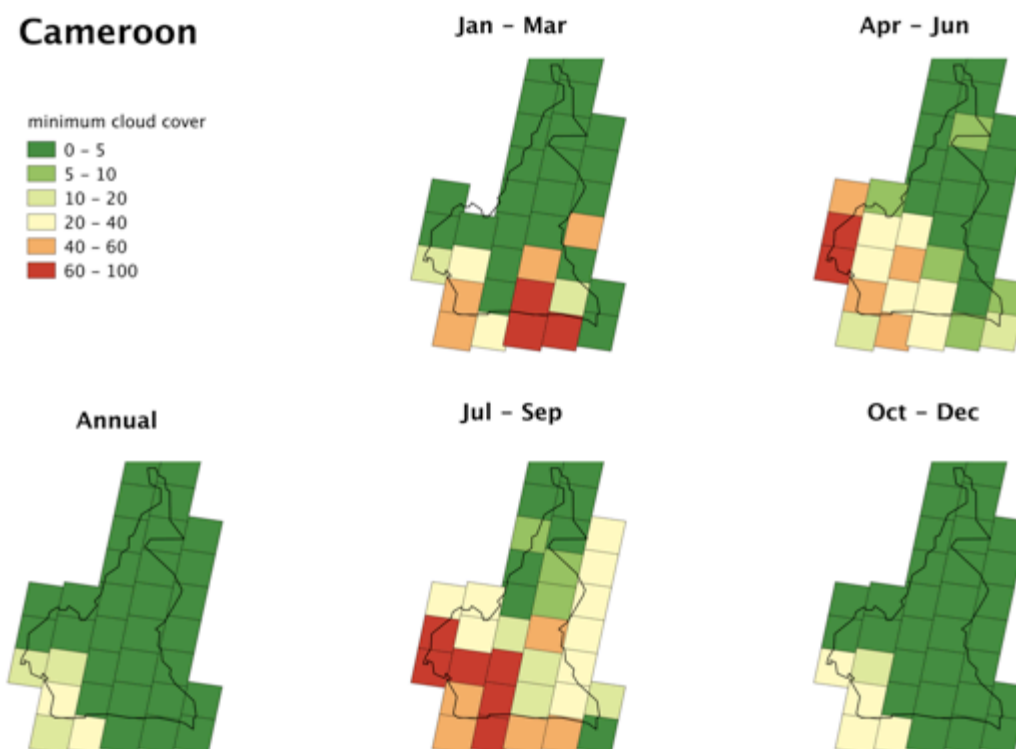 Cameroon
minimum cloud cover
0 – 5
5 – 10
10 – 20
20 – 40
40 – 60
60 – 100
Jan – Mar
Apr – Jun
Annual
Jul – Sep
Oct – Dec